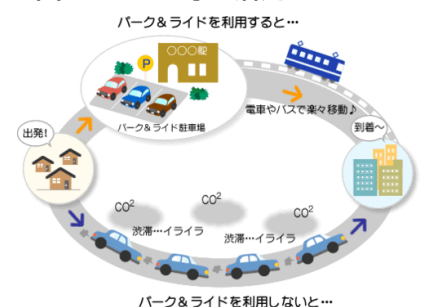 パーク&ライドを利用すると…
〇〇〇駅
P
パーク&ライド駐車場
電車やバスで楽々移動♪
出発!
到着〜
CO2
CO2
CO2
渋滞…イライラ
渋滞…イライラ
パーク&ライドを利用しないと…